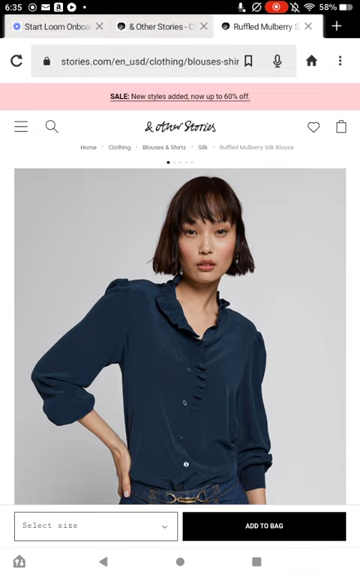 6:35
58%
Start Loom Onboa
& Other Stories - O
Ruffled Mulberry S
stories.com/en_usd/clothing/blouses-shir
SALE: New styles added, now up to 60% off.
& other Stories
Home Clothing Blouses & Shirts Silk Ruffled Mulberry Silk Blouse
Select size
ADD TO BAG